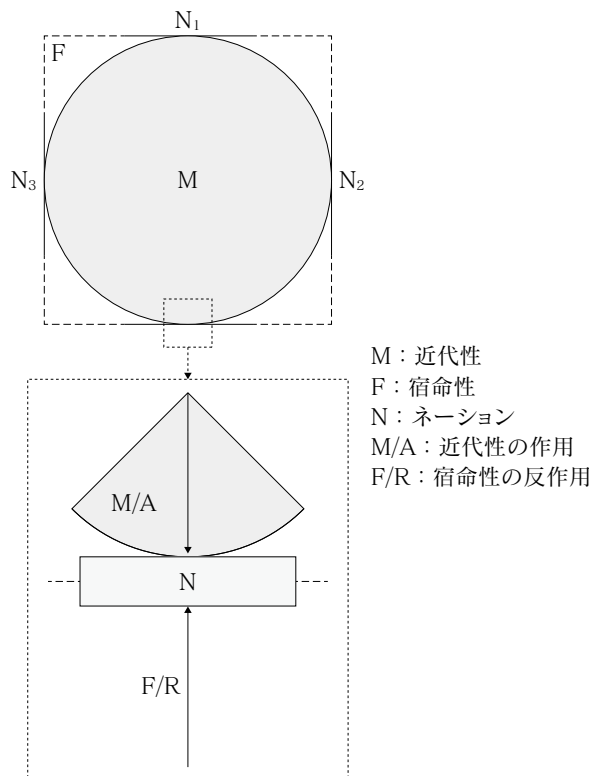 N₁
F
N₃
M
N₂
M：近代性
F：宿命性
N：ネーション
M/A：近代性の作用
F/R：宿命性の反作用
M/A
N
F/R